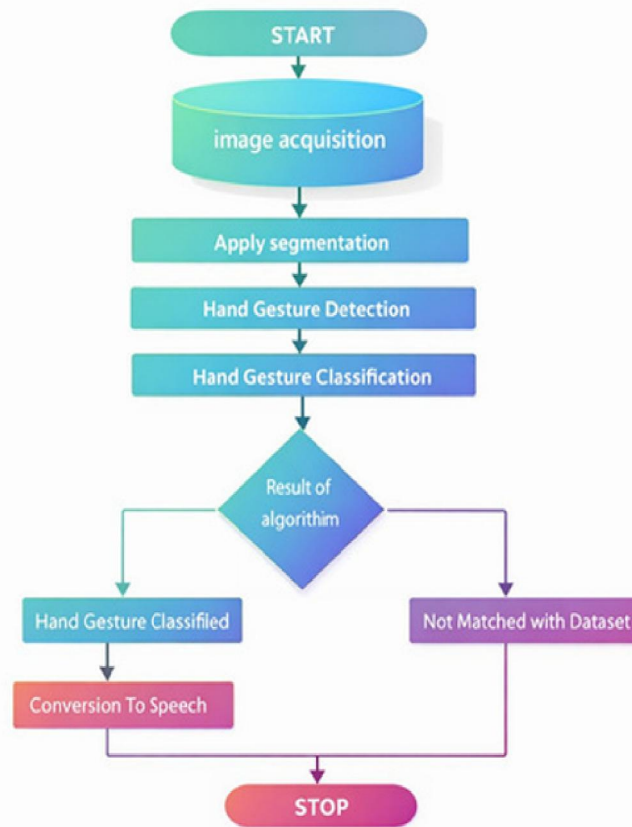 START
image acquisition
Apply segmentation
Hand Gesture Detection
Hand Gesture Classification
Result of
algorithim
Hand Gesture Classified
Not Matched with Dataset
Conversion To Speech
STOP